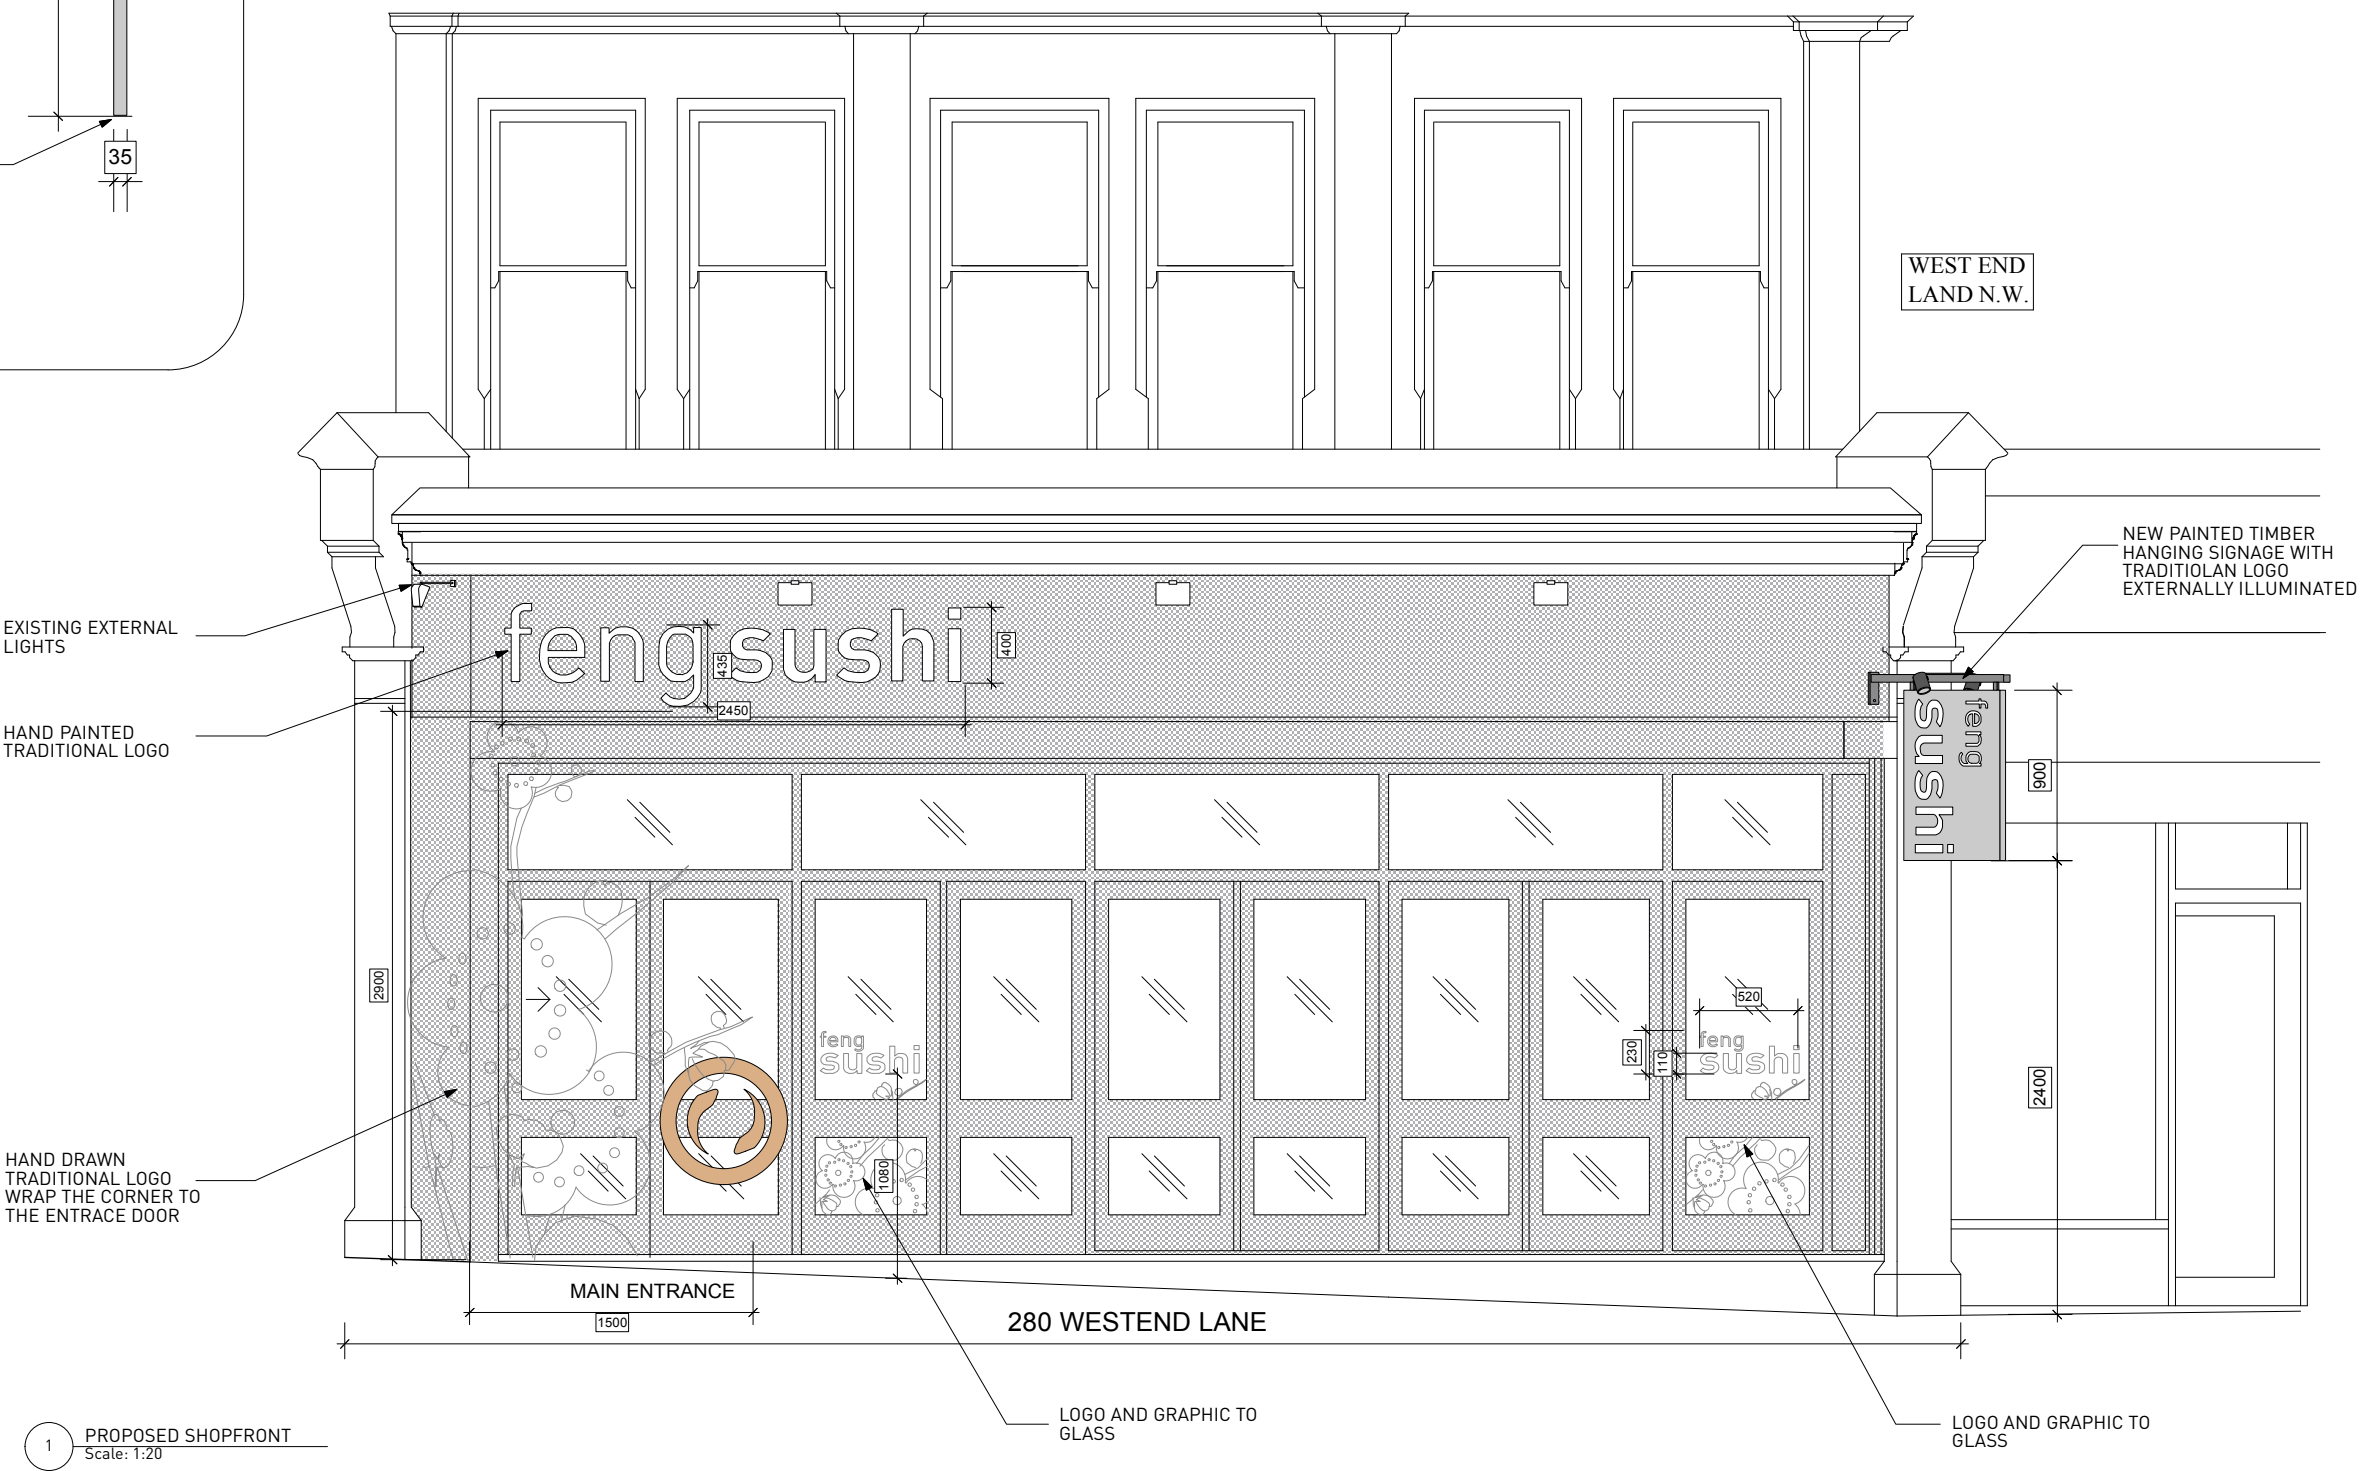 35
WEST END
LAND N.W.
NEW PAINTED TIMBER
HANGING SIGNAGE WITH
TRADITIOLAN LOGO
EXTERNALLY ILLUMINATED
EXISTING EXTERNAL
LIGHTS
feng sushi
435
400
2450
HAND PAINTED
TRADITIONAL LOGO
feng
sushi
900
2900
520
feng
sushi
230
110
feng
sushi
2400
1080
HAND DRAWN
TRADITIONAL LOGO
WRAP THE CORNER TO
THE ENTRACE DOOR
MAIN ENTRANCE
1500
280 WESTEND LANE
LOGO AND GRAPHIC TO
GLASS
LOGO AND GRAPHIC TO
GLASS
1
PROPOSED SHOPFRONT
Scale: 1:20